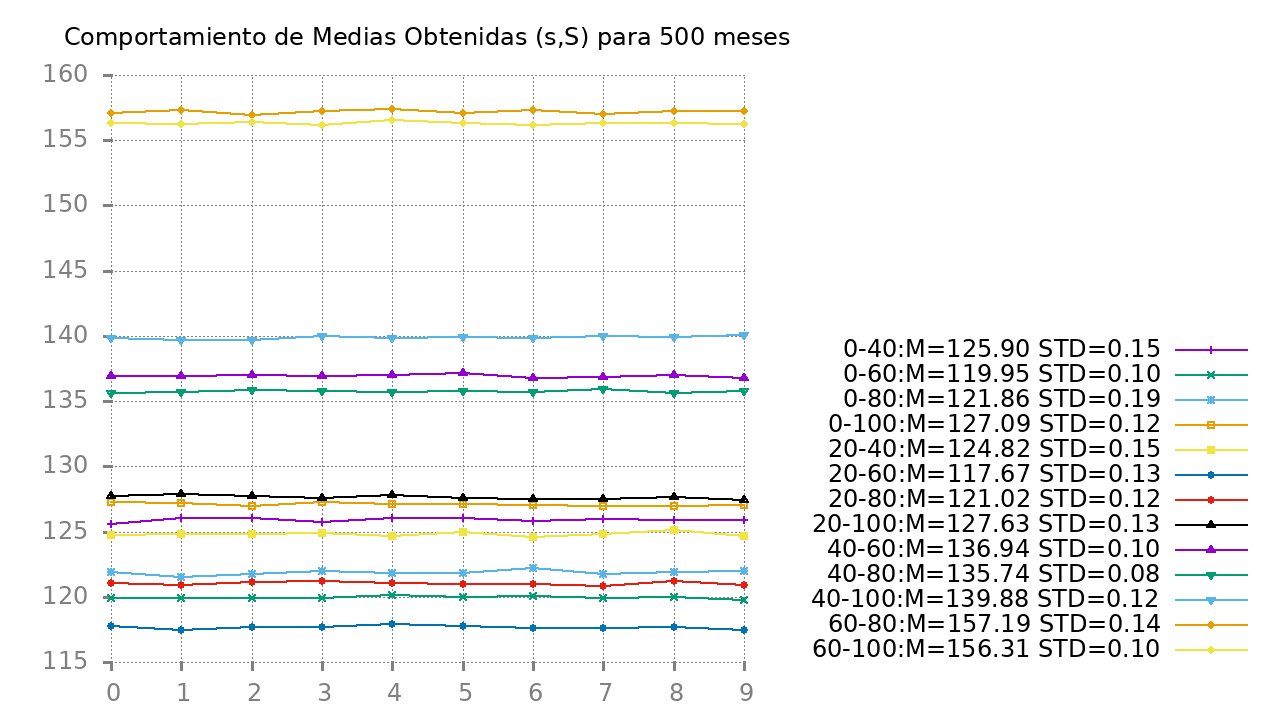 Comportamiento de Medias Obtenidas (s,S) para 500 meses
160
155
150
145
140
135
130
125
120
115
0 1 2 3 4 5 6 7 8 9
0-40:M=125.90 STD=0.15
0-60:M=119.95 STD=0.10
0-80:M=121.86 STD=0.19
0-100:M=127.09 STD=0.12
20-40:M=124.82 STD=0.15
20-60:M=117.67 STD=0.13
20-80:M=121.02 STD=0.12
20-100:M=127.63 STD=0.13
40-60:M=136.94 STD=0.10
40-80:M=135.74 STD=0.08
40-100:M=139.88 STD=0.12
60-80:M=157.19 STD=0.14
60-100:M=156.31 STD=0.10